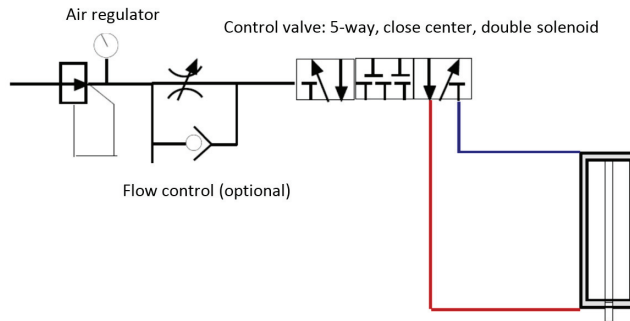 Air regulator
Control valve: 5-way, close center, double solenoid
Flow control (optional)